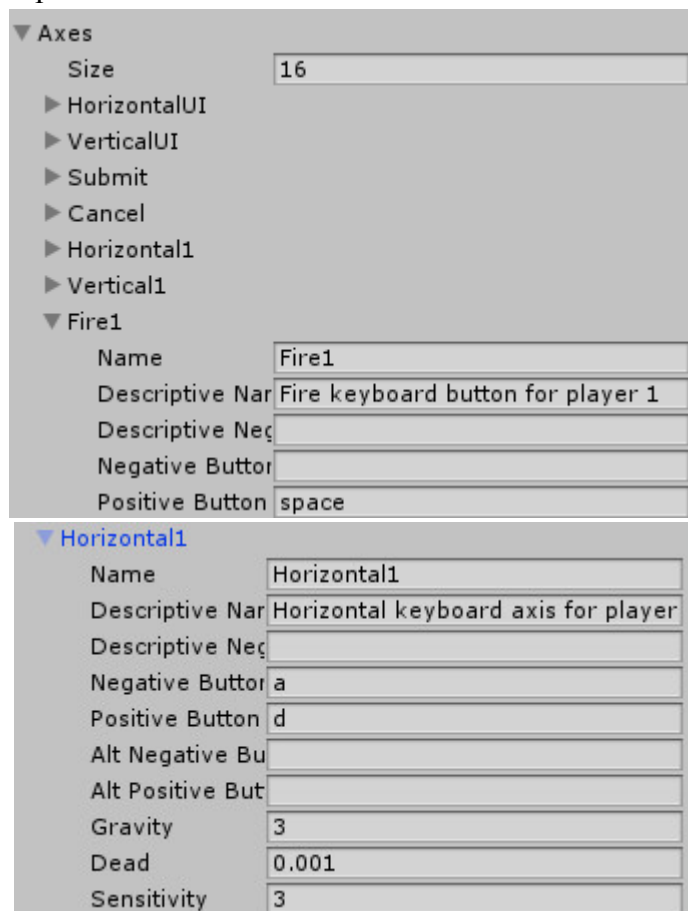 Axes
Size 16
HorizontalUI
VerticalUI
Submit
Cancel
Horizontal1
Vertical1
Fire1
Name Fire1
Descriptive Nar Fire keyboard button for player 1
Descriptive Neg
Negative Buttor
Positive Button space
Horizontal1
Name Horizontal1
Descriptive Nar Horizontal keyboard axis for player
Descriptive Neg
Negative Buttor a
Positive Button d
Alt Negative Bu
Alt Positive But
Gravity 3
Dead 0.001
Sensitivity 3